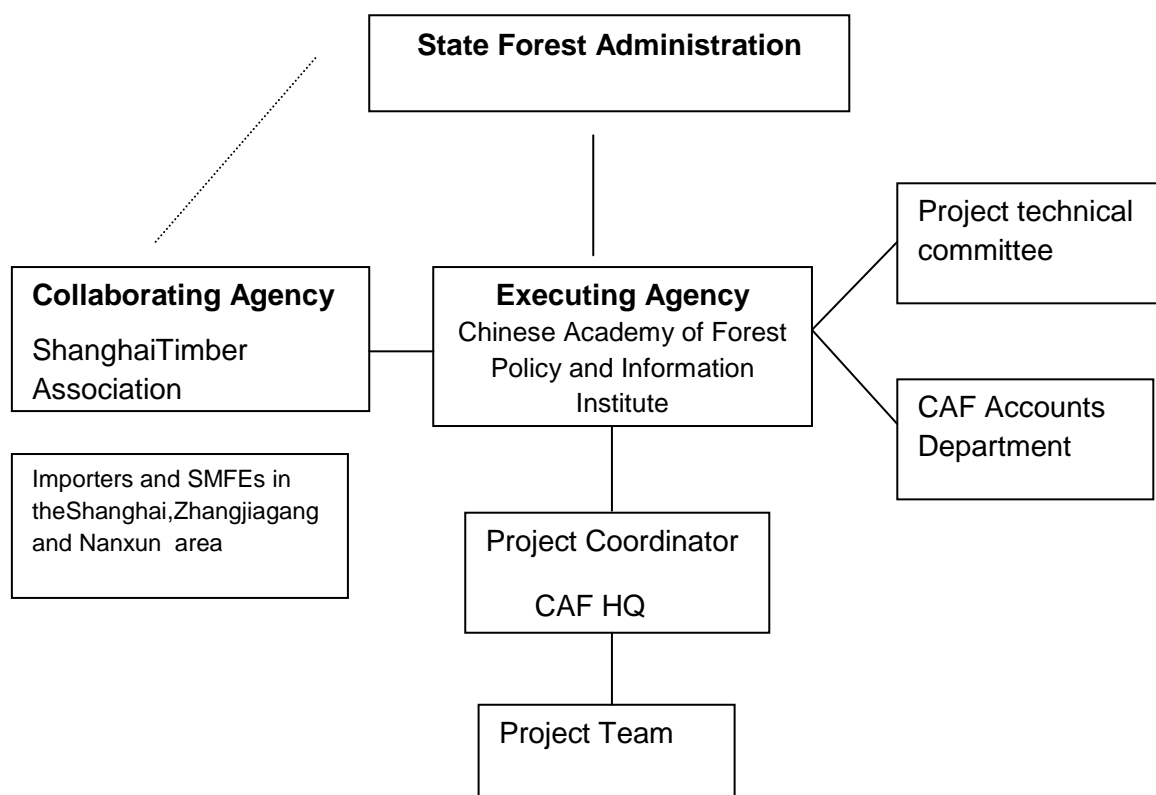 State Forest Administration
Project technical
committee
Collaborating Agency
ShanghaiTimber
Association
Executing Agency
Chinese Academy of Forest
Policy and Information
Institute
CAF Accounts
Department
Importers and SMFEs in
theShanghai,Zhangjiagang
and Nanxun  area
Project Coordinator
CAF HQ
Project Team